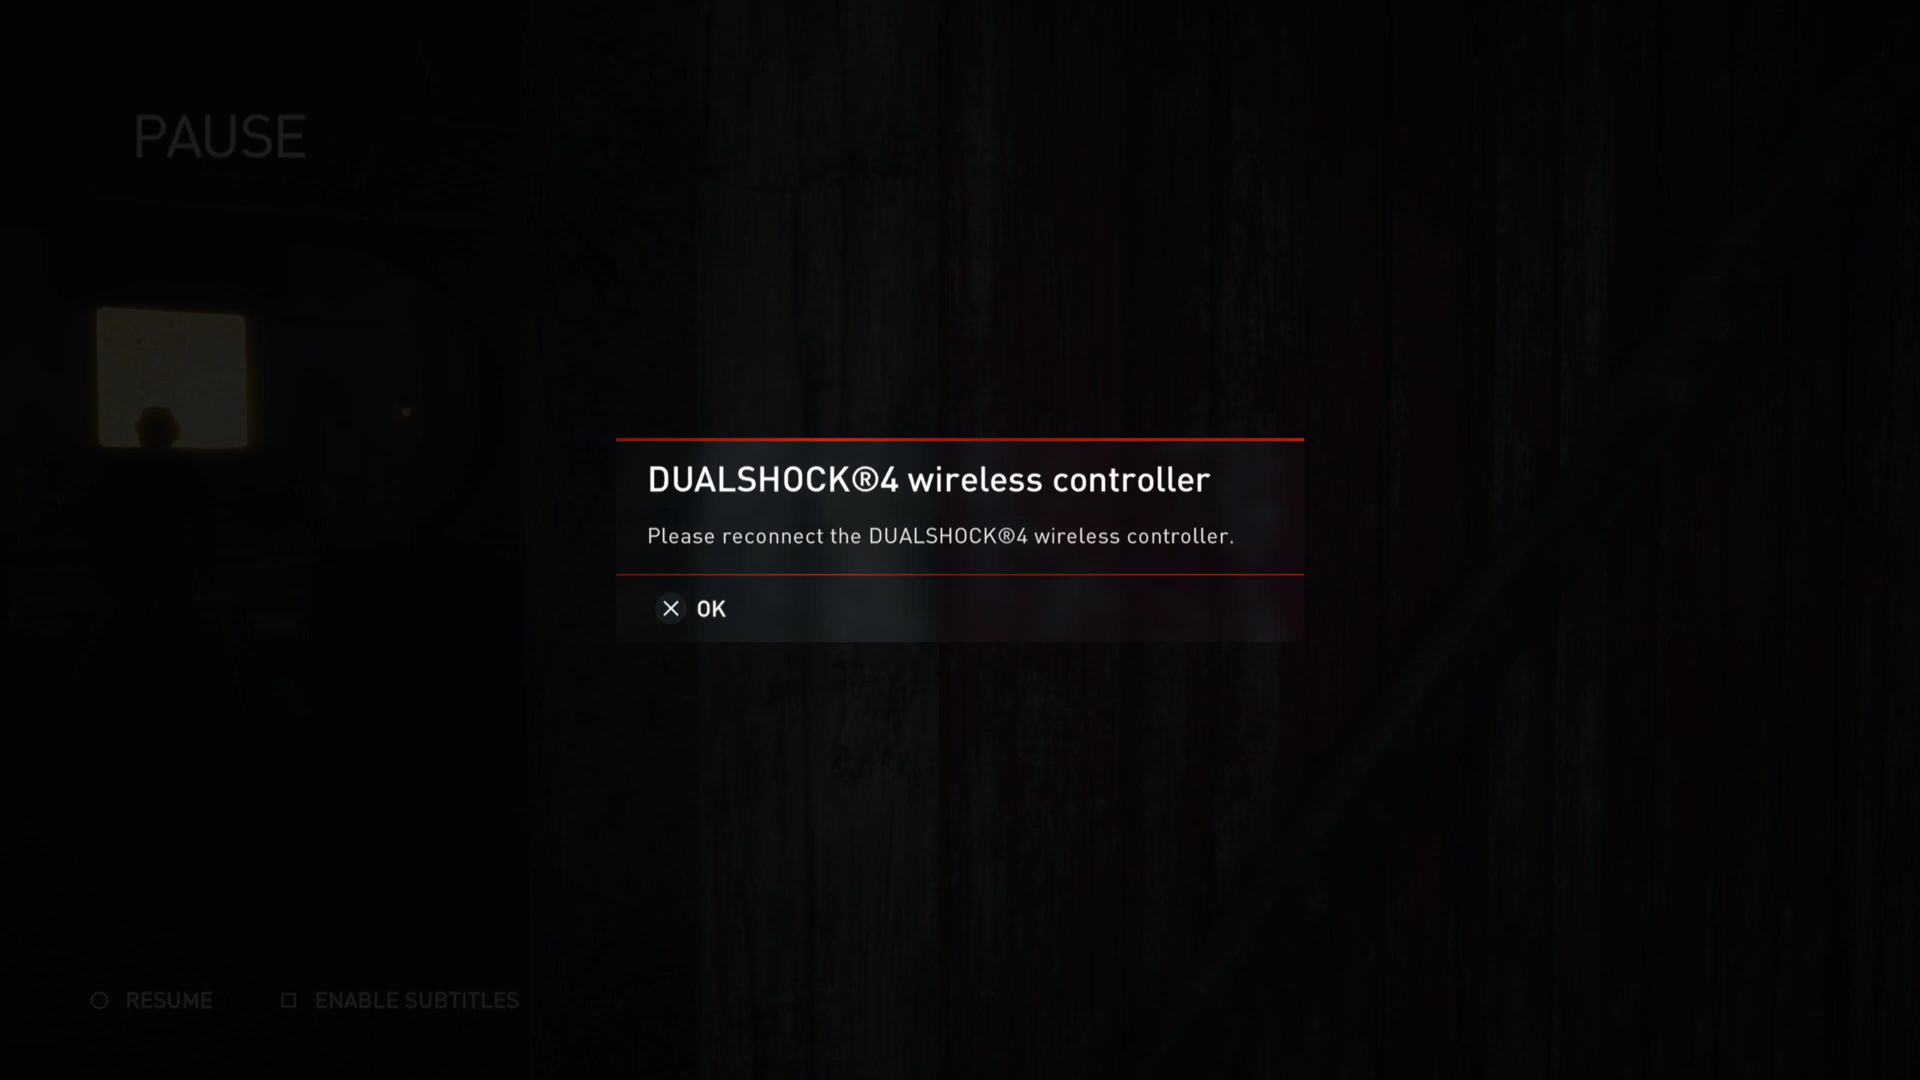 PAUSE
DUALSHOCK®4 wireless controller
Please reconnect the DUALSHOCK®4 wireless controller.
OK
RESUME ENABLE SUBTITLES